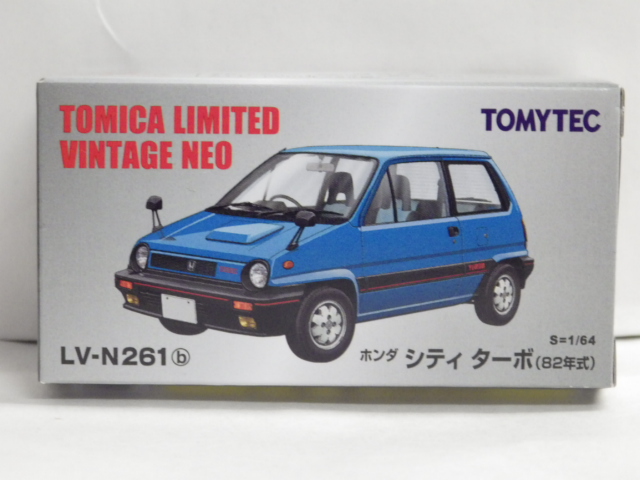 TOMICA LIMITED
VINTAGE NEO
TOMYTEC
S=1/64
LV-N261ⓑ
ホンダ シティ ターボ(82年式)